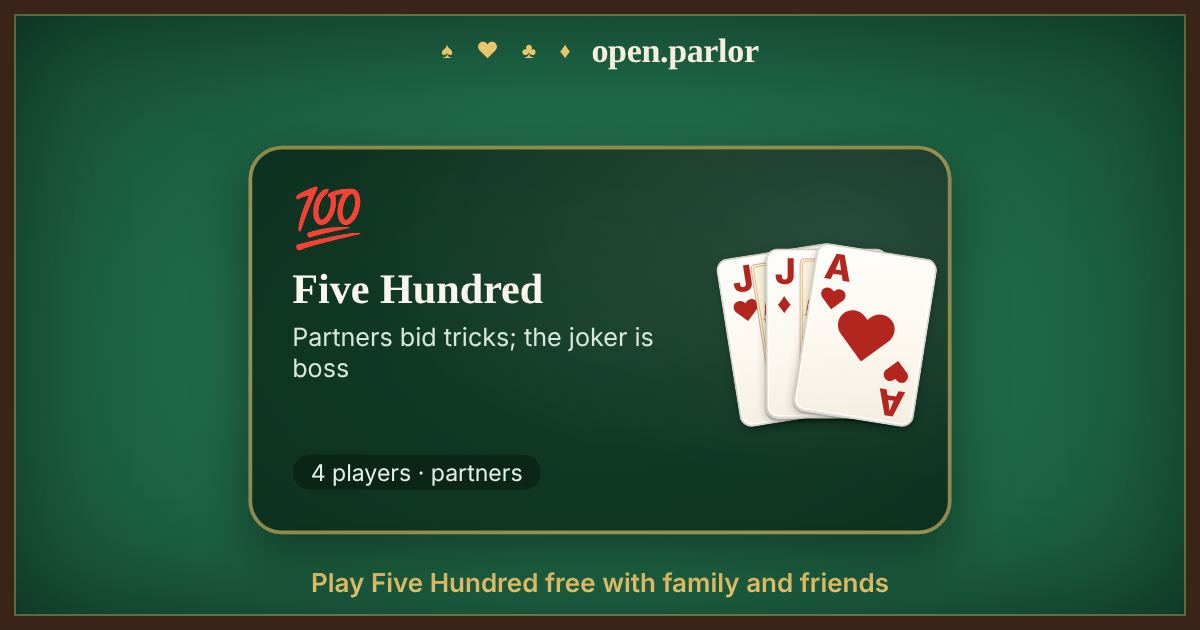 ♠ ♥ ♣ ♦ open.parlor
100
Five Hundred
Partners bid tricks; the joker is
boss
J J A
A
4 players · partners
Play Five Hundred free with family and friends